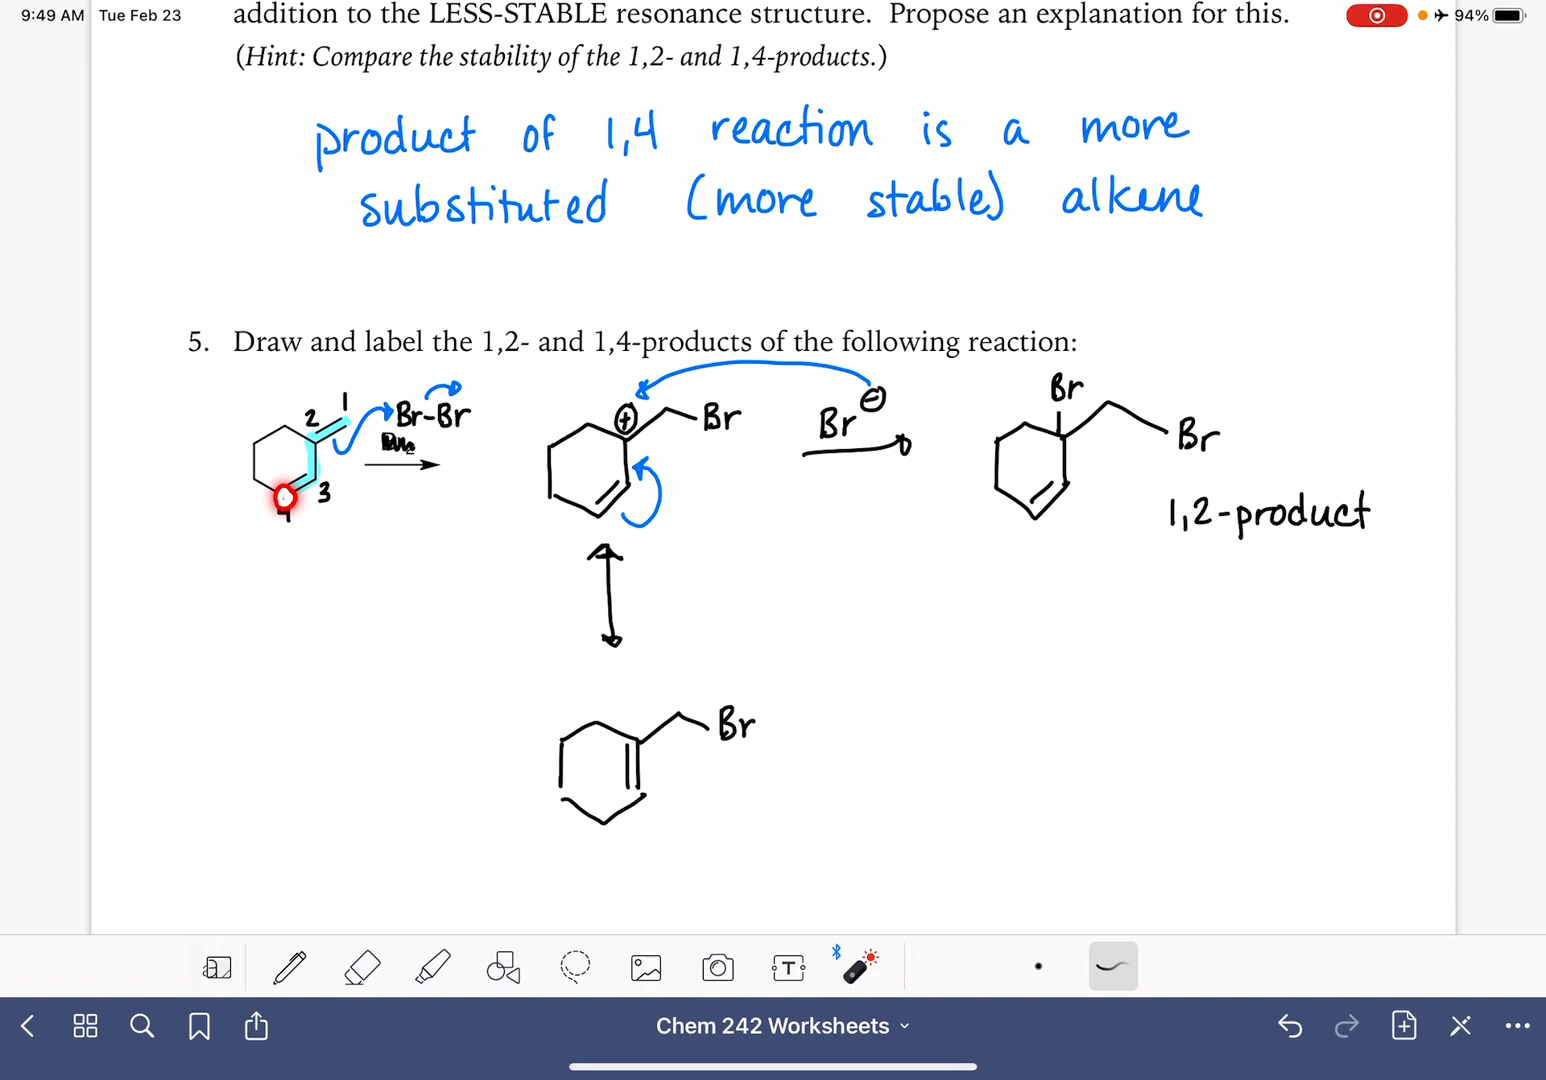 9:49 AM Tue Feb 23
94%
addition to the LESS-STABLE resonance structure. Propose an explanation for this.
(Hint: Compare the stability of the 1,2- and 1,4-products.)
product of 1,4 reaction is a more
substituted (more stable) alkene
5. Draw and label the 1,2- and 1,4-products of the following reaction:
1
2
3
4
Br-Br
+
Br
Br⊖
Br
Br
1,2-product
Br
T
Chem 242 Worksheets